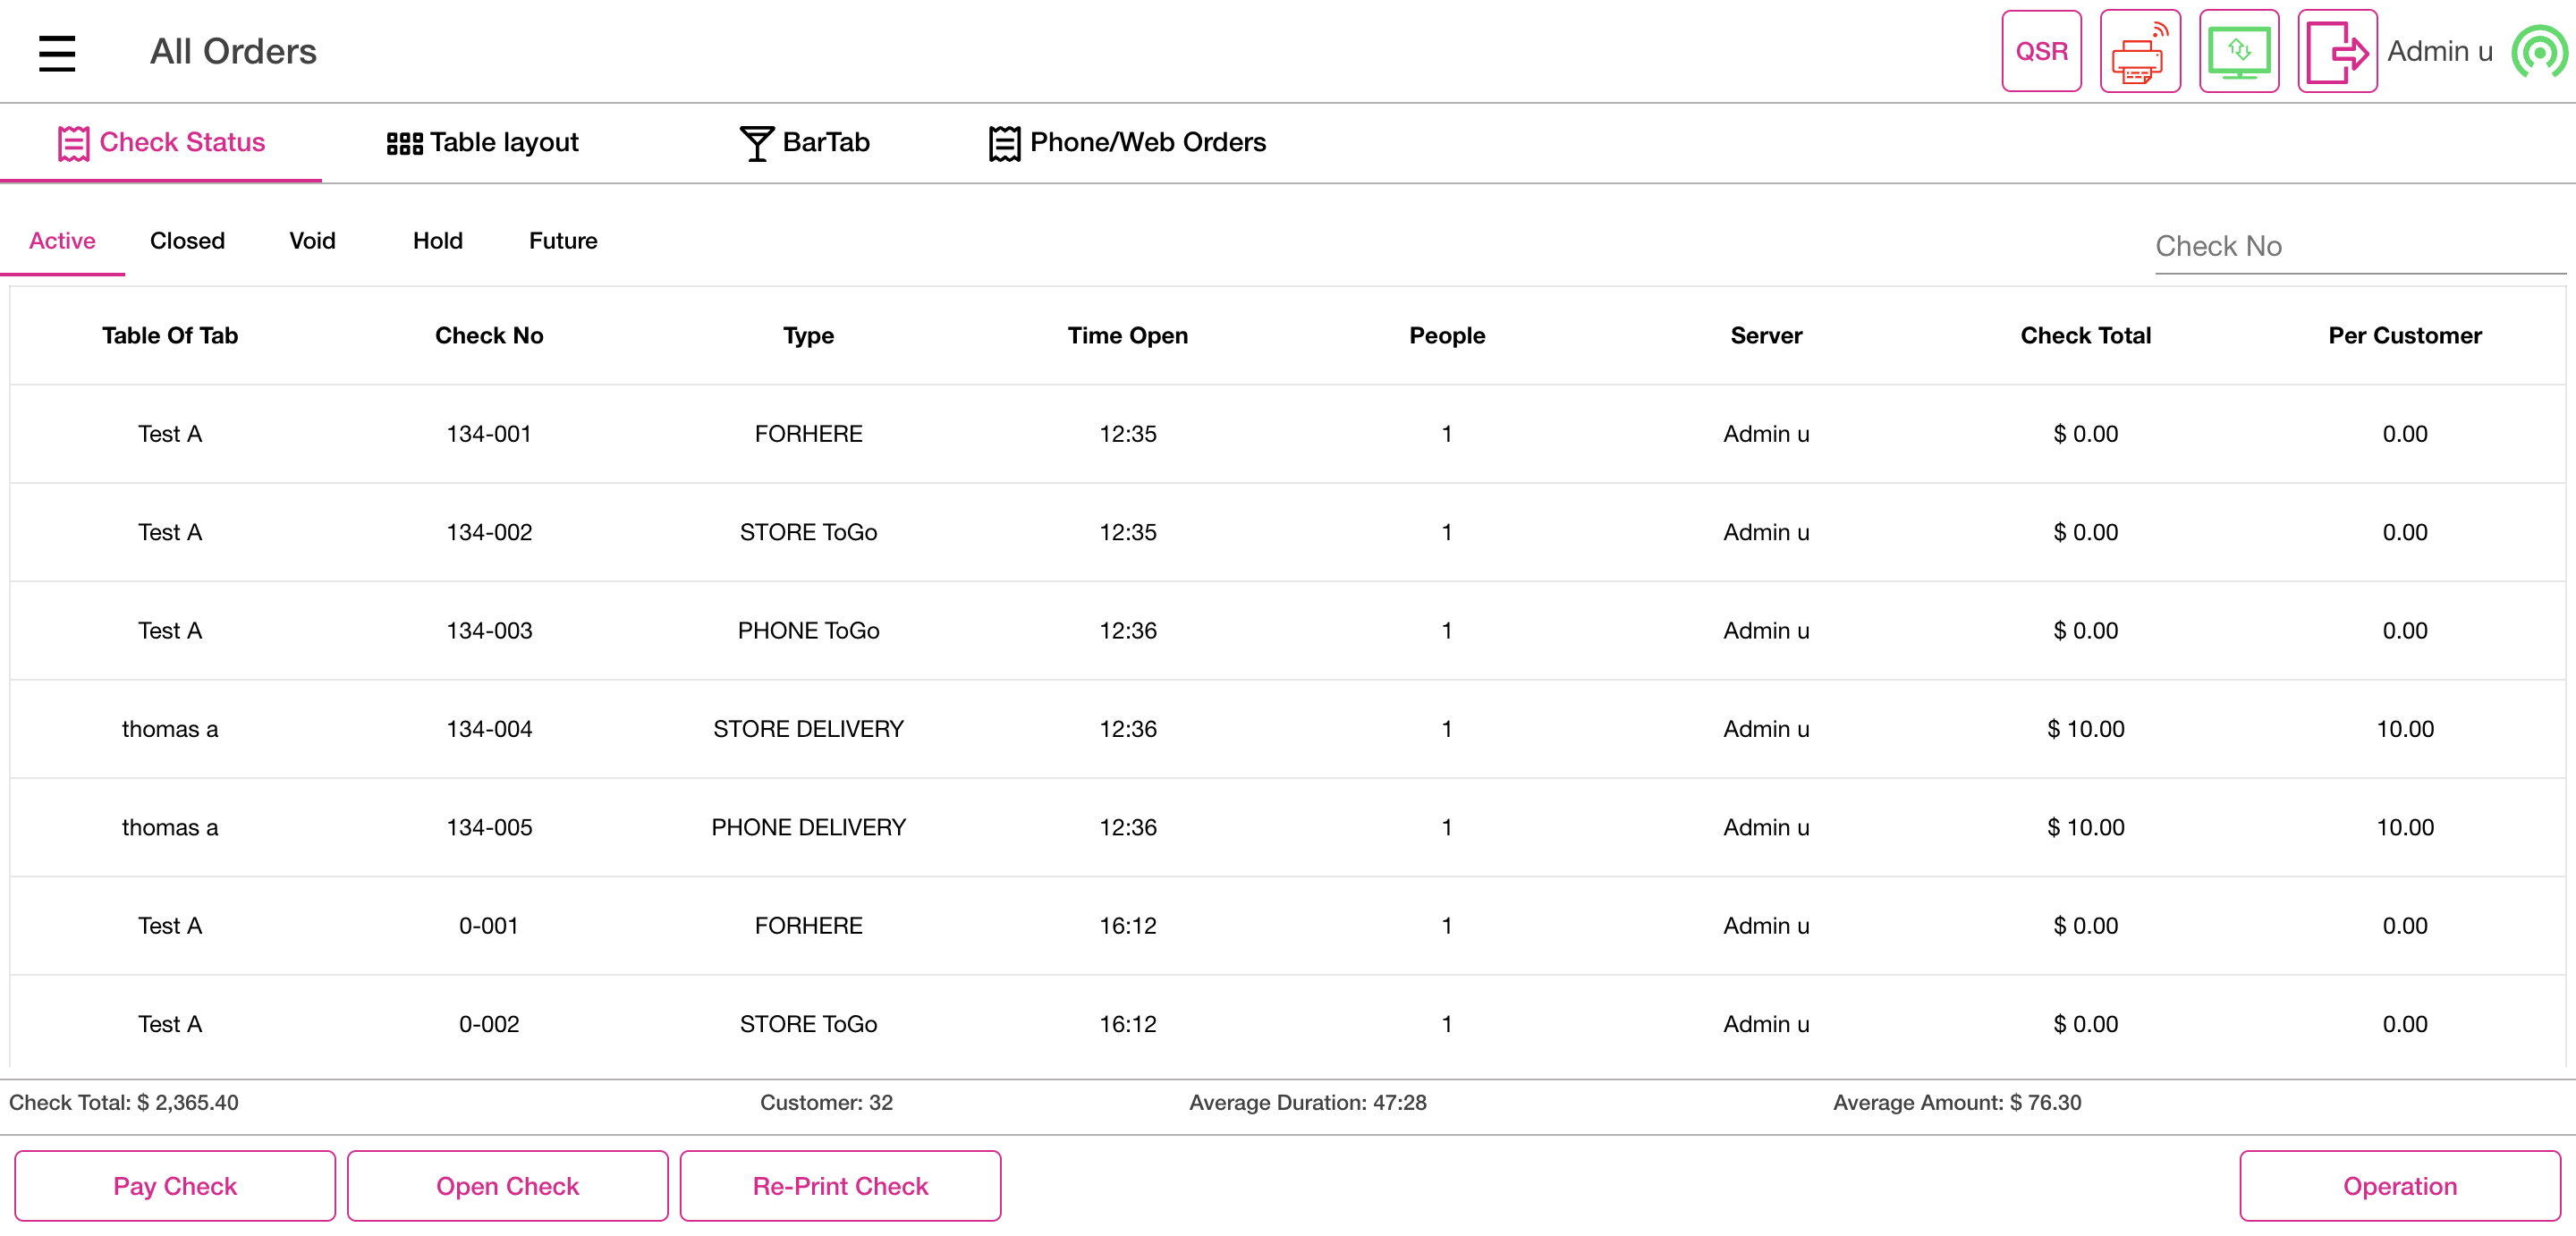 All Orders
QSR
Admin u
Check Status
Table layout
BarTab
Phone/Web Orders
Active
Closed
Void
Hold
Future
Check No
Table Of Tab Check No Type Time Open People Server Check Total Per Customer
Test A 134-001 FORHERE 12:35 1 Admin u $ 0.00 0.00
Test A 134-002 STORE ToGo 12:35 1 Admin u $ 0.00 0.00
Test A 134-003 PHONE ToGo 12:36 1 Admin u $ 0.00 0.00
thomas a 134-004 STORE DELIVERY 12:36 1 Admin u $ 10.00 10.00
thomas a 134-005 PHONE DELIVERY 12:36 1 Admin u $ 10.00 10.00
Test A 0-001 FORHERE 16:12 1 Admin u $ 0.00 0.00
Test A 0-002 STORE ToGo 16:12 1 Admin u $ 0.00 0.00
Check Total: $ 2,365.40
Customer: 32
Average Duration: 47:28
Average Amount: $ 76.30
Pay Check
Open Check
Re-Print Check
Operation